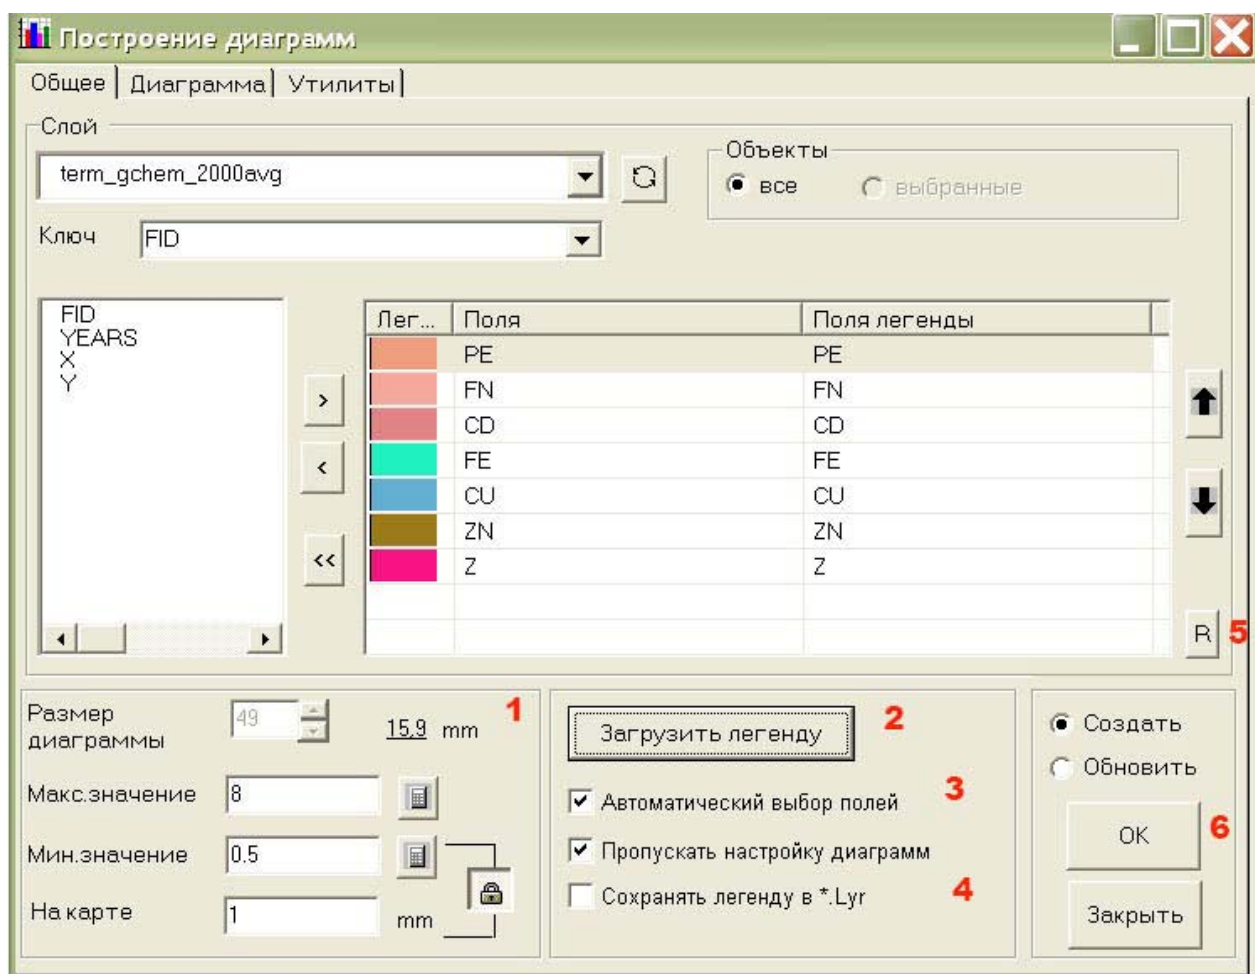 Построение диаграмм
Общее Диаграмма Утилиты
Слой
term_gchem_2000avg
Объекты
все выбранные
Ключ FID
FID
YEARS
X
Y
Лег... Поля Поля легенды
PE PE
FN FN
CD CD
FE FE
CU CU
ZN ZN
Z Z
>
<
<<
R 5
Размер
диаграммы
49 15,9 mm 1
Макс.значение 8
Мин.значение 0.5
На карте 1 mm
Загрузить легенду 2
Автоматический выбор полей 3
Пропускать настройку диаграмм
Сохранять легенду в *.Lyr 4
Создать
Обновить
OK 6
Закрыть